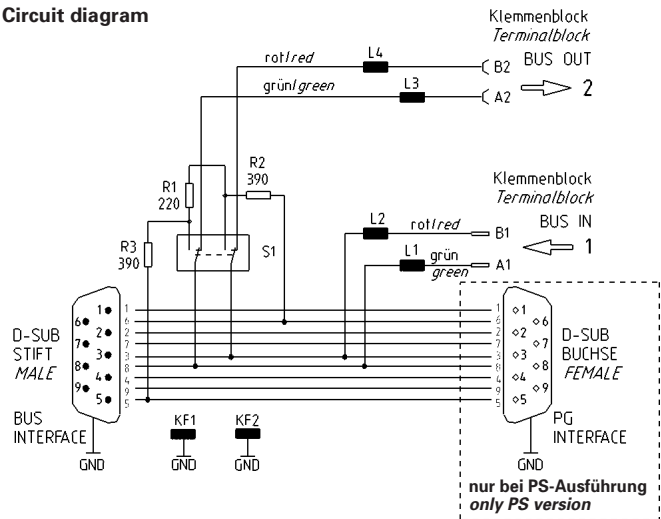 Circuit diagram
Klemmenblock
Terminalblock
BUS OUT
rot/red
L4
B2
grün/green
L3
A2
2
R2
390
R1
220
R3
390
S1
Klemmenblock
Terminalblock
BUS IN
L2
rot/red
B1
1
L1
grün
green
A1
D-SUB
STIFT
MALE
1
6
2
7
3
8
4
9
5
1
6
2
7
3
8
4
9
5
1
6
2
7
3
8
4
9
5
1
6
2
7
3
8
4
9
5
D-SUB
BUCHSE
FEMALE
BUS
INTERFACE
GND
KF1
GND
KF2
GND
PG
INTERFACE
GND
nur bei PS-Ausführung
only PS version